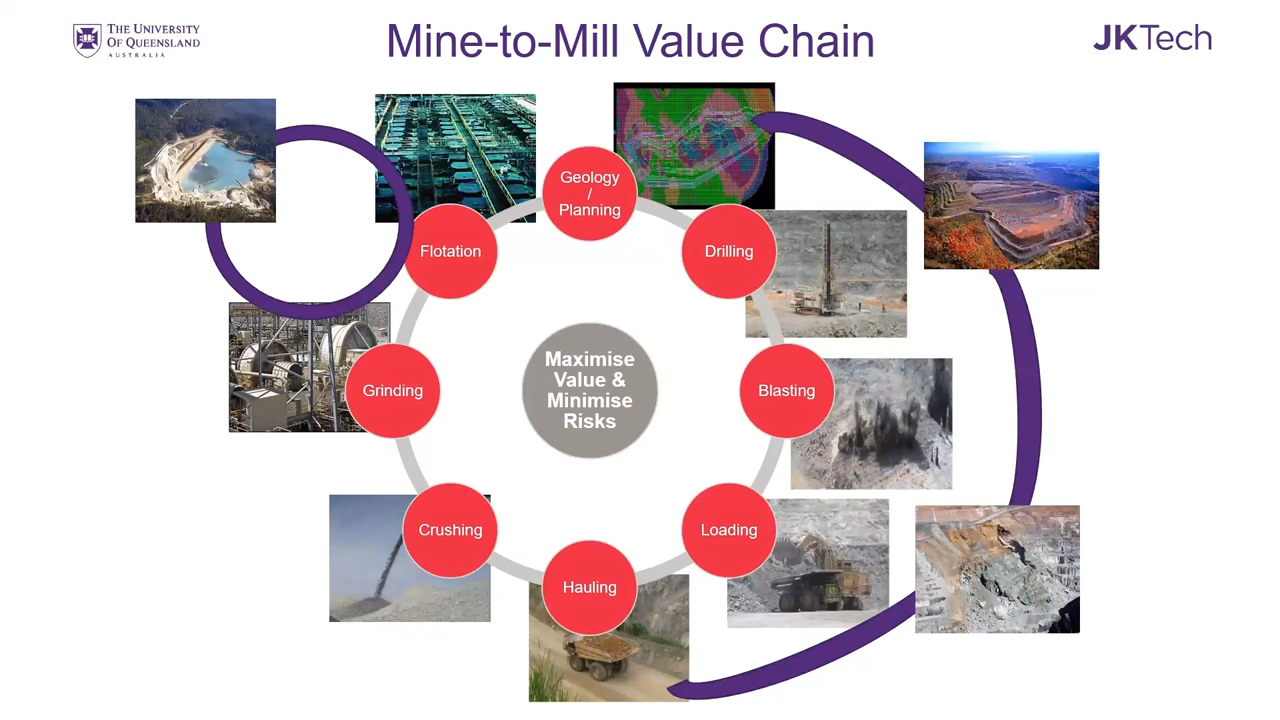 THE UNIVERSITY
OF QUEENSLAND
AUSTRALIA
Mine-to-Mill Value Chain
JKTech
Geology
/
Planning
Drilling
Blasting
Loading
Hauling
Crushing
Grinding
Flotation
Maximise
Value &
Minimise
Risks